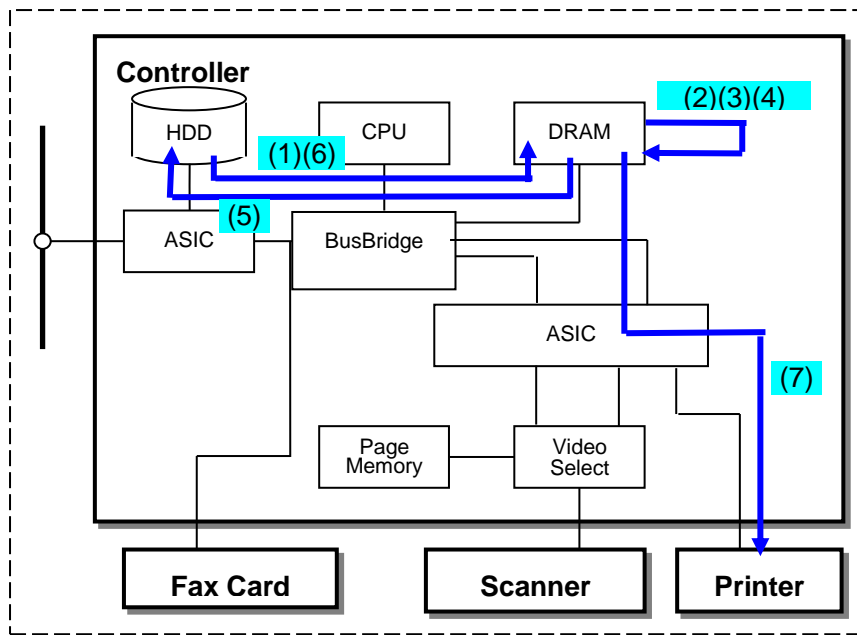 Controller
(2)(3)(4)
HDD
CPU
DRAM
(1)(6)
(5)
ASIC
BusBridge
ASIC
(7)
Page
Memory
Video
Select
Fax Card
Scanner
Printer